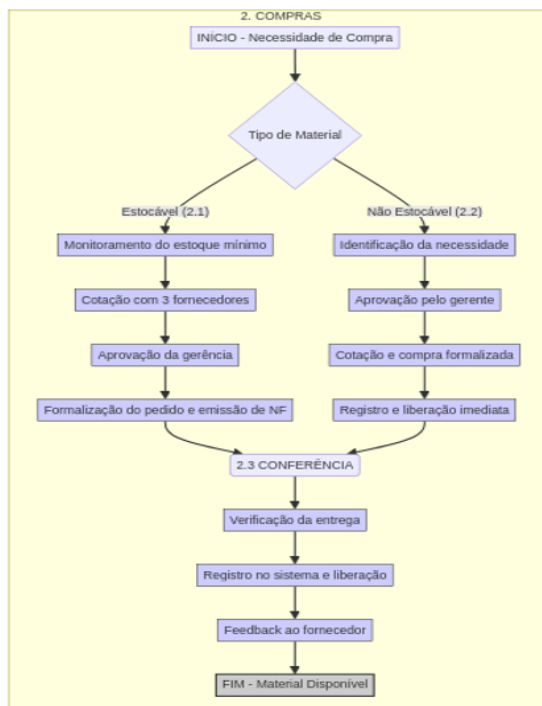 2. COMPRAS
INÍCIO - Necessidade de Compra
Tipo de Material
Estocável (2.1)
Não Estocável (2.2)
Monitoramento do estoque mínimo
Identificação da necessidade
Cotação com 3 fornecedores
Aprovação pelo gerente
Aprovação da gerência
Cotação e compra formalizada
Formalização do pedido e emissão de NF
Registro e liberação imediata
2.3 CONFERÊNCIA
Verificação da entrega
Registro no sistema e liberação
Feedback ao fornecedor
FIM - Material Disponível